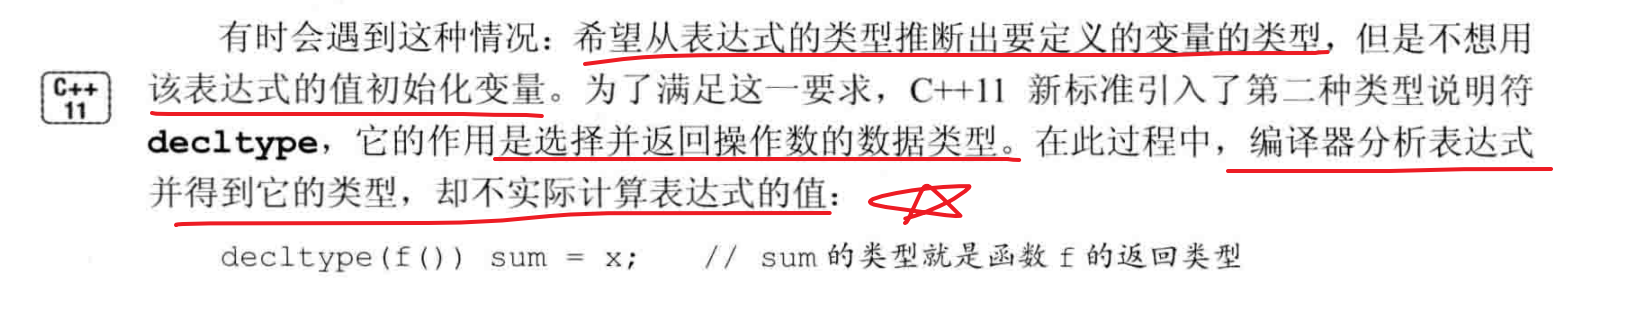 有时会遇到这种情况：希望从表达式的类型推断出要定义的变量的类型，但是不想用
C++
11
该表达式的值初始化变量。为了满足这一要求，C++11 新标准引入了第二种类型说明符
decltype，它的作用是选择并返回操作数的数据类型。在此过程中，编译器分析表达式
并得到它的类型，却不实际计算表达式的值：
decltype(f()) sum = x; // sum 的类型就是函数 f 的返回类型